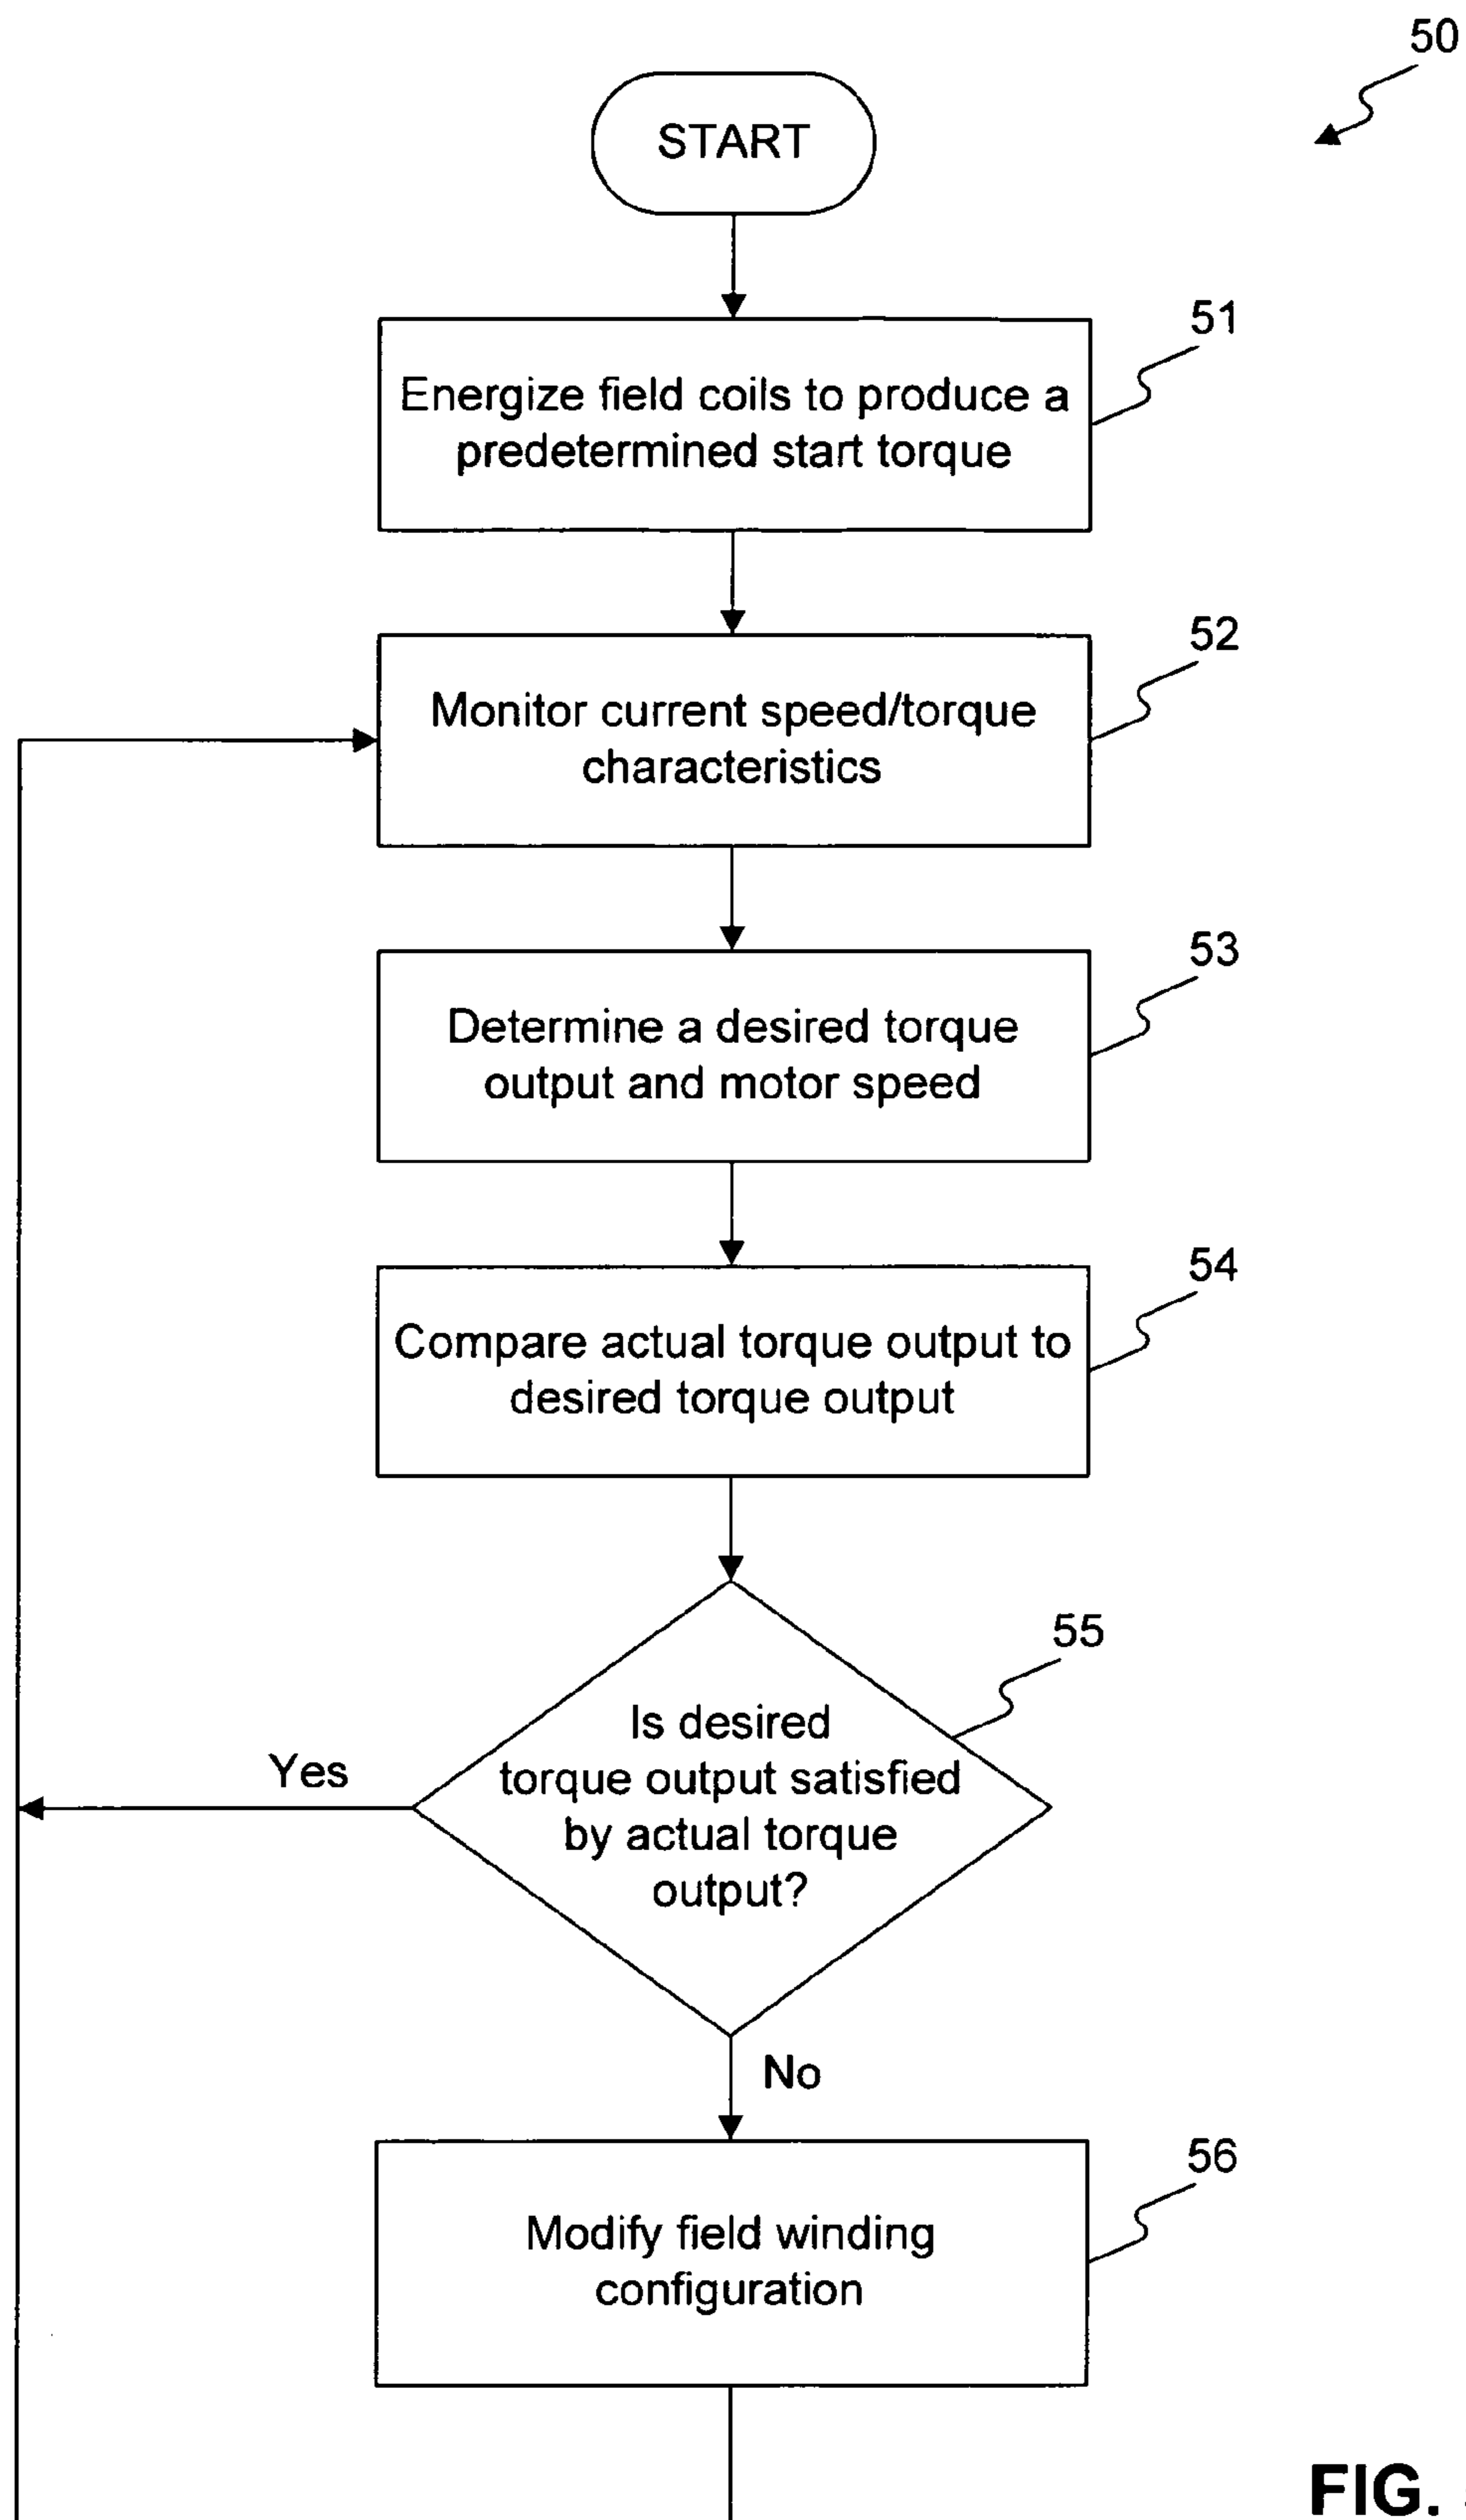 50
START
51
Energize field coils to produce a
predetermined start torque
52
Monitor current speed/torque
characteristics
53
Determine a desired torque
output and motor speed
54
Compare actual torque output to
desired torque output
55
Is desired
torque output satisfied
by actual torque
output?
Yes
No
56
Modify field winding
configuration
FIG.